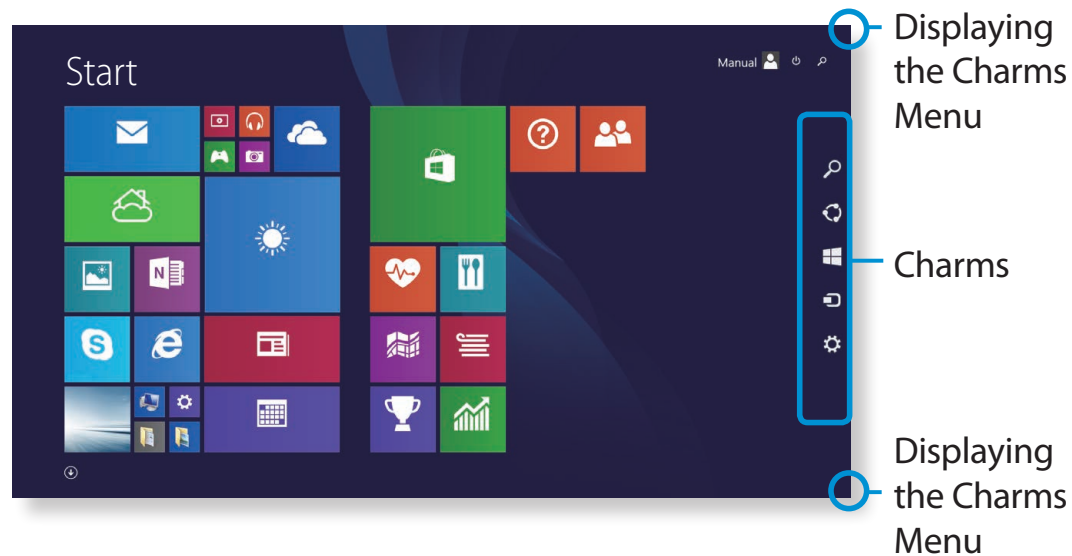 Displaying
the Charms
Menu
Start
Manual
Charms
Displaying
the Charms
Menu